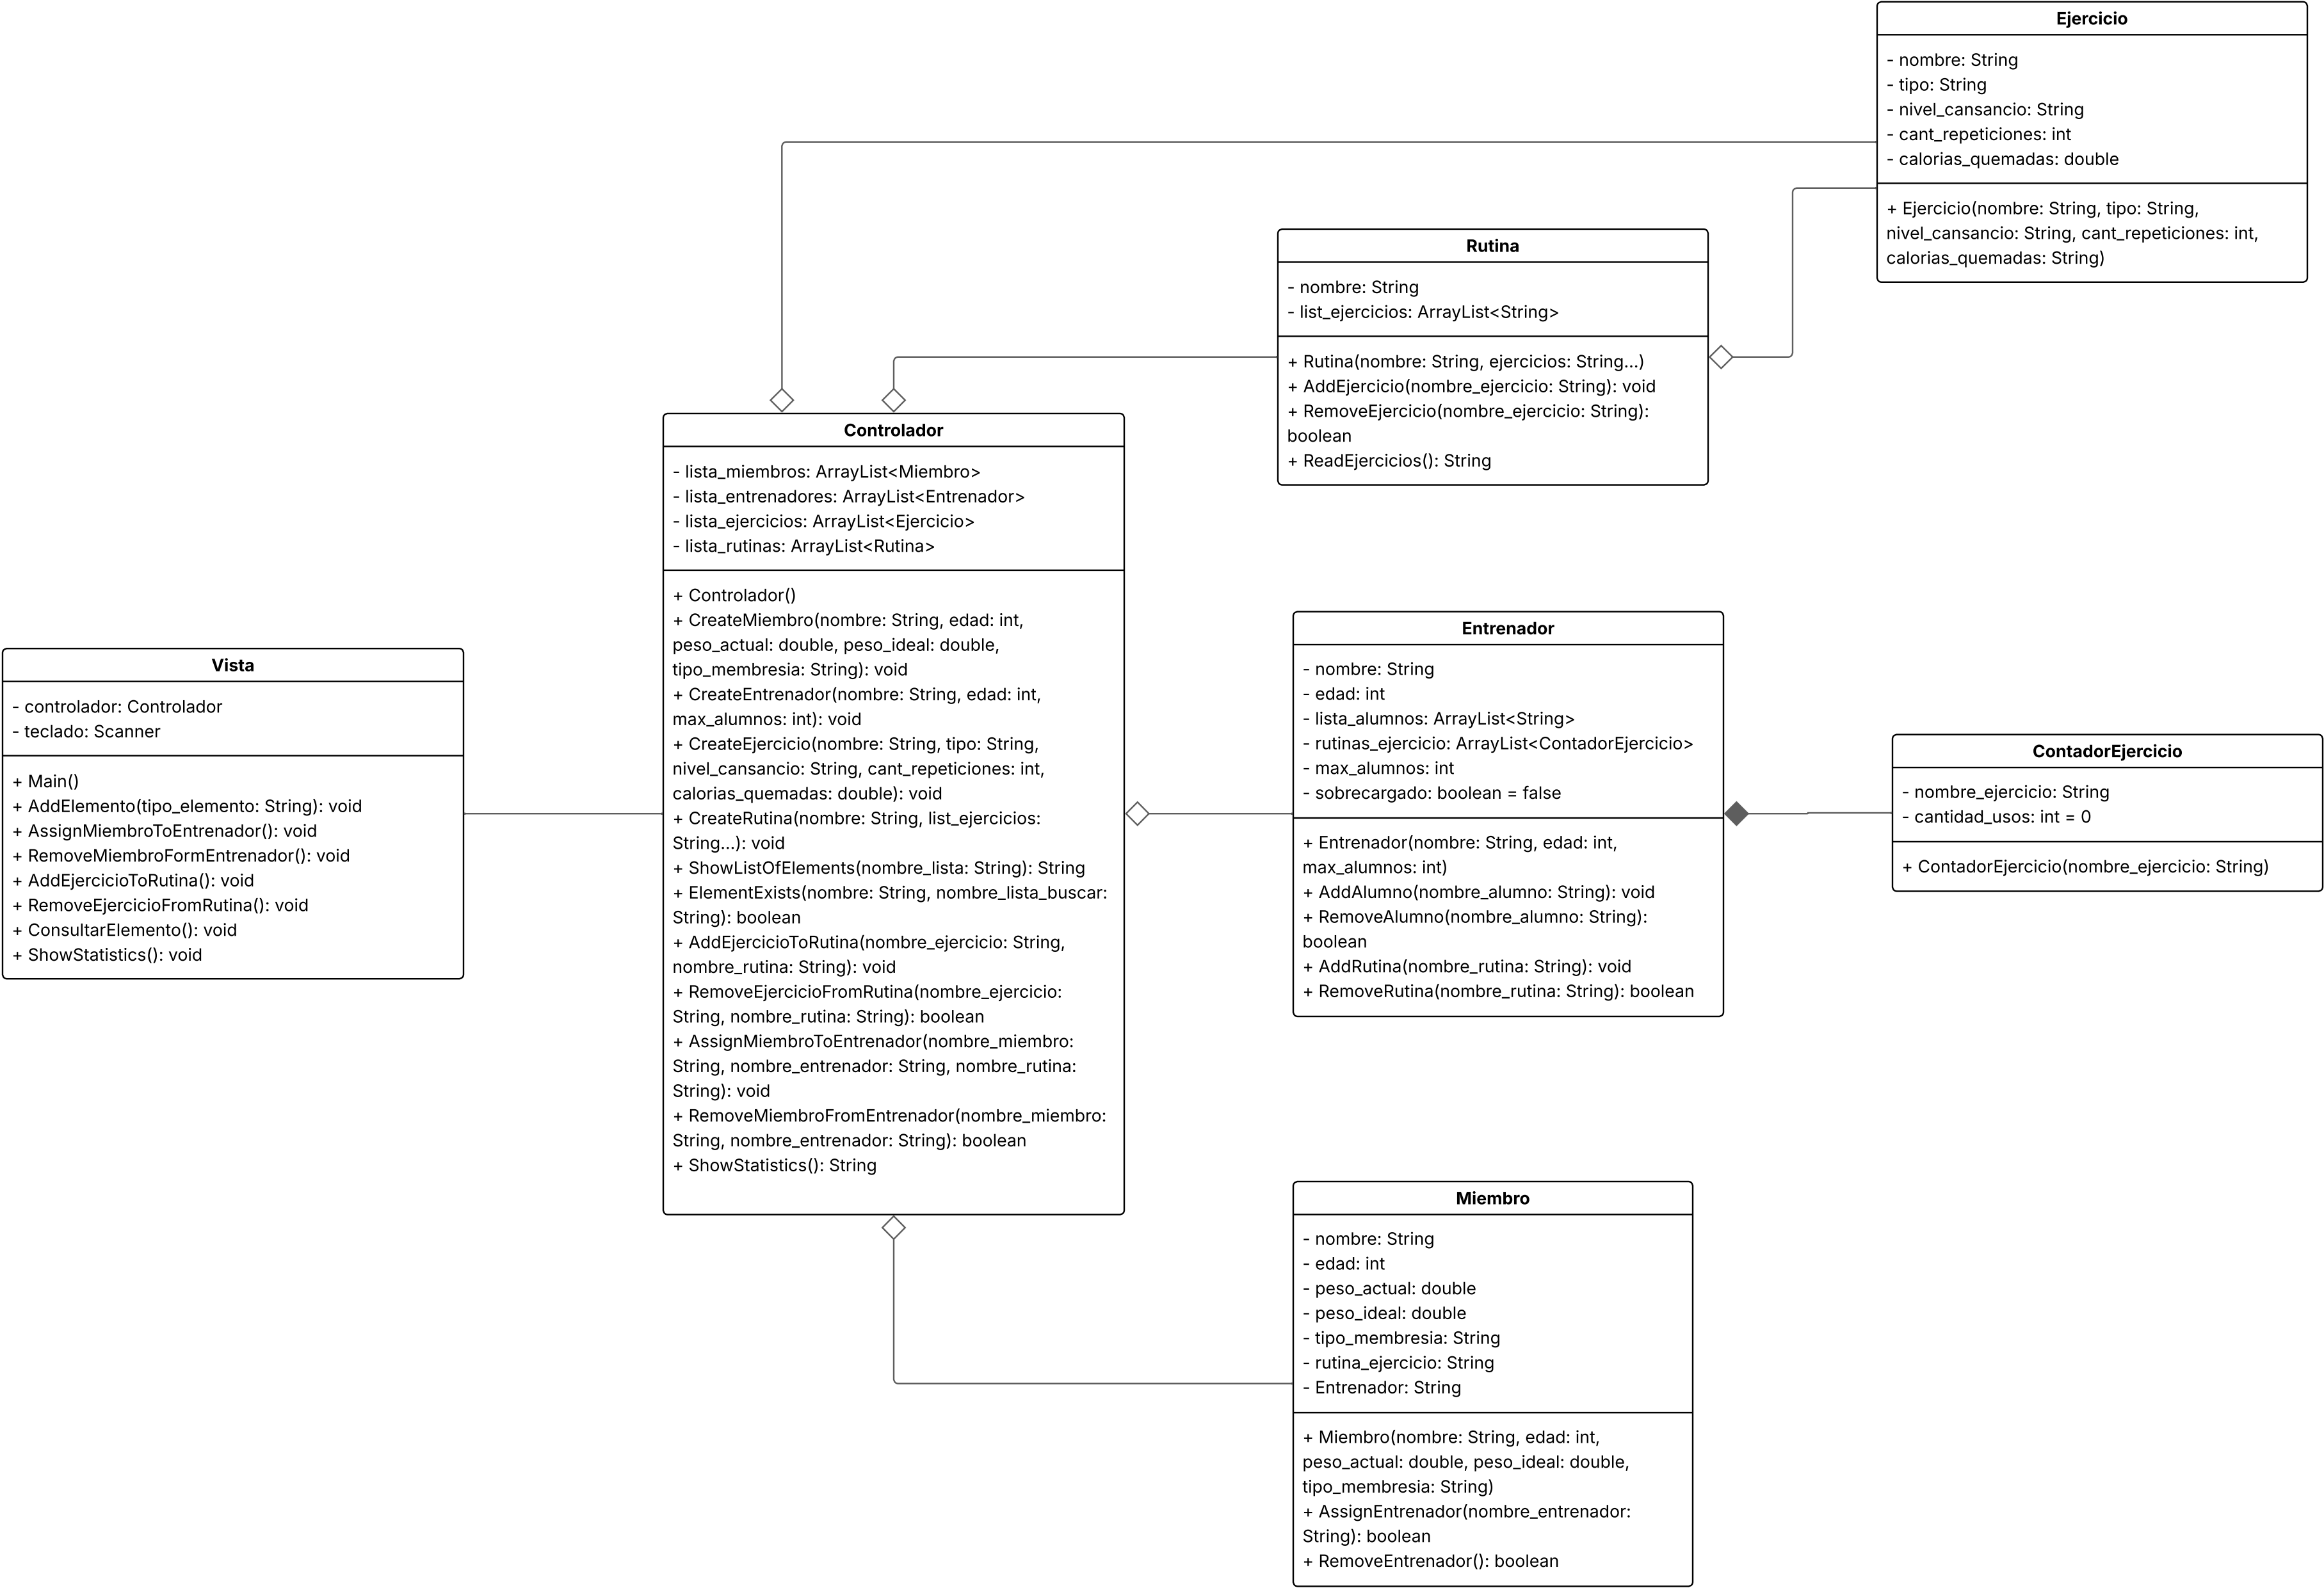 Ejercicio
- nombre: String
- tipo: String
- nivel_cansancio: String
- cant_repeticiones: int
- calorias_quemadas: double
+ Ejercicio(nombre: String, tipo: String,
nivel_cansancio: String, cant_repeticiones: int,
calorias_quemadas: String)
Rutina
- nombre: String
- list_ejercicios: ArrayList<String>
+ Rutina(nombre: String, ejercicios: String...)
+ AddEjercicio(nombre_ejercicio: String): void
+ RemoveEjercicio(nombre_ejercicio: String):
boolean
+ ReadEjercicios(): String
Controlador
- lista_miembros: ArrayList<Miembro>
- lista_entrenadores: ArrayList<Entrenador>
- lista_ejercicios: ArrayList<Ejercicio>
- lista_rutinas: ArrayList<Rutina>
+ Controlador()
+ CreateMiembro(nombre: String, edad: int,
peso_actual: double, peso_ideal: double,
tipo_membresia: String): void
+ CreateEntrenador(nombre: String, edad: int,
max_alumnos: int): void
+ CreateEjercicio(nombre: String, tipo: String,
nivel_cansancio: String, cant_repeticiones: int,
calorias_quemadas: double): void
+ CreateRutina(nombre: String, list_ejercicios:
String...): void
+ ShowListOfElements(nombre_lista: String): String
+ ElementExists(nombre: String, nombre_lista_buscar:
String): boolean
+ AddEjercicioToRutina(nombre_ejercicio: String,
nombre_rutina: String): void
+ RemoveEjercicioFromRutina(nombre_ejercicio:
String, nombre_rutina: String): boolean
+ AssignMiembroToEntrenador(nombre_miembro:
String, nombre_entrenador: String, nombre_rutina:
String): void
+ RemoveMiembroFromEntrenador(nombre_miembro:
String, nombre_entrenador: String): boolean
+ ShowStatistics(): String
Vista
- controlador: Controlador
- teclado: Scanner
+ Main()
+ AddElemento(tipo_elemento: String): void
+ AssignMiembroToEntrenador(): void
+ RemoveMiembroFormEntrenador(): void
+ AddEjercicioToRutina(): void
+ RemoveEjercicioFromRutina(): void
+ ConsultarElemento(): void
+ ShowStatistics(): void
Entrenador
- nombre: String
- edad: int
- lista_alumnos: ArrayList<String>
- rutinas_ejercicio: ArrayList<ContadorEjercicio>
- max_alumnos: int
- sobrecargado: boolean = false
+ Entrenador(nombre: String, edad: int,
max_alumnos: int)
+ AddAlumno(nombre_alumno: String): void
+ RemoveAlumno(nombre_alumno: String):
boolean
+ AddRutina(nombre_rutina: String): void
+ RemoveRutina(nombre_rutina: String): boolean
ContadorEjercicio
- nombre_ejercicio: String
- cantidad_usos: int = 0
+ ContadorEjercicio(nombre_ejercicio: String)
Miembro
- nombre: String
- edad: int
- peso_actual: double
- peso_ideal: double
- tipo_membresia: String
- rutina_ejercicio: String
- Entrenador: String
+ Miembro(nombre: String, edad: int,
peso_actual: double, peso_ideal: double,
tipo_membresia: String)
+ AssignEntrenador(nombre_entrenador:
String): boolean
+ RemoveEntrenador(): boolean